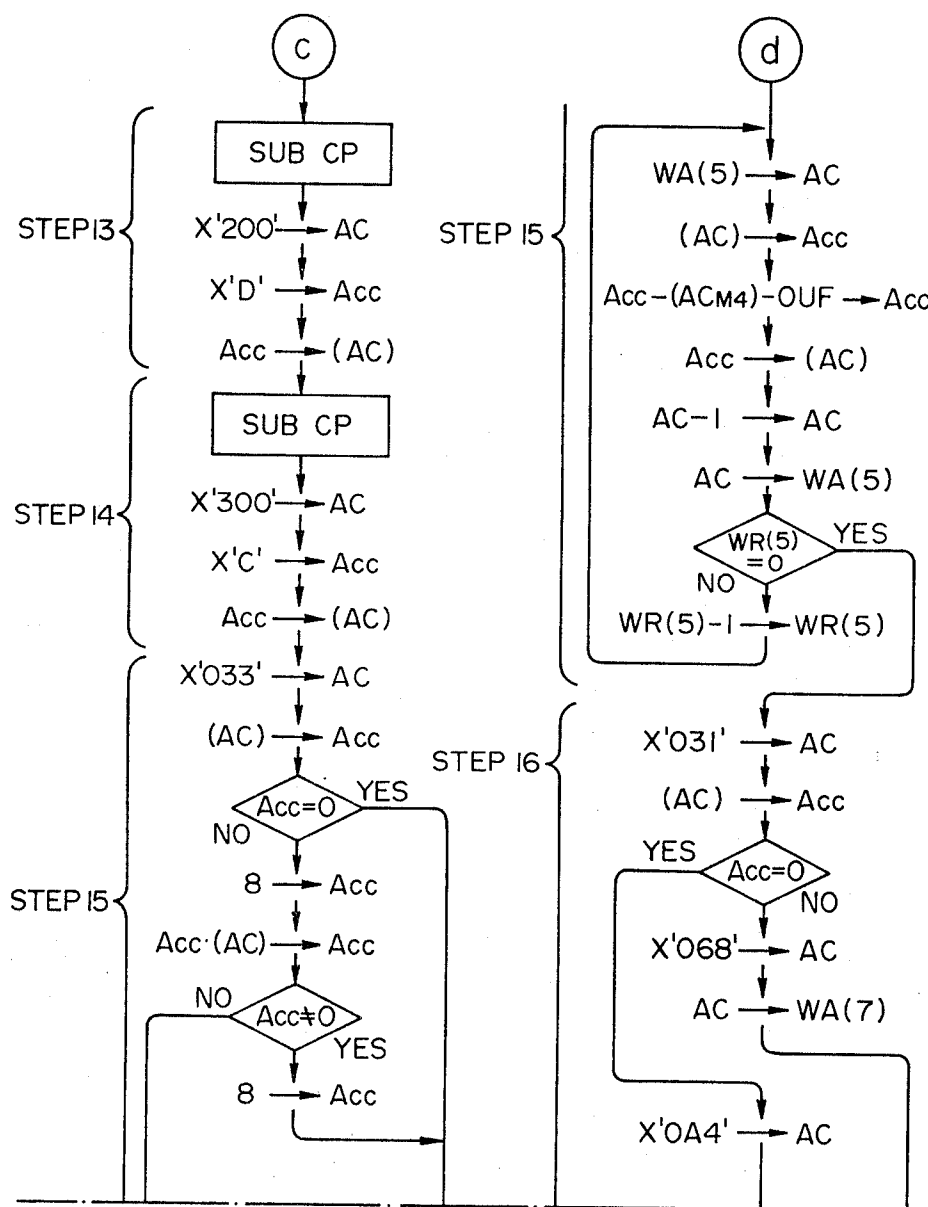 c
SUB CP
STEP 13
X'200' → AC
X'D' → Acc
Acc → (AC)
SUB CP
STEP 14
X'300' → AC
X'C' → Acc
Acc → (AC)
X'033' → AC
(AC) → Acc
Acc=0
YES
NO
8 → Acc
STEP 15
Acc·(AC) → Acc
NO
Acc≠0
YES
8 → Acc
d
WA(5) → AC
STEP 15
(AC) → Acc
Acc-(ACM4)-OUF → Acc
Acc → (AC)
AC-1 → AC
AC → WA(5)
WR(5)
=0
YES
NO
WR(5)-1 → WR(5)
X'031' → AC
STEP 16
(AC) → Acc
YES
Acc=0
NO
X'068' → AC
AC → WA(7)
X'0A4' → AC